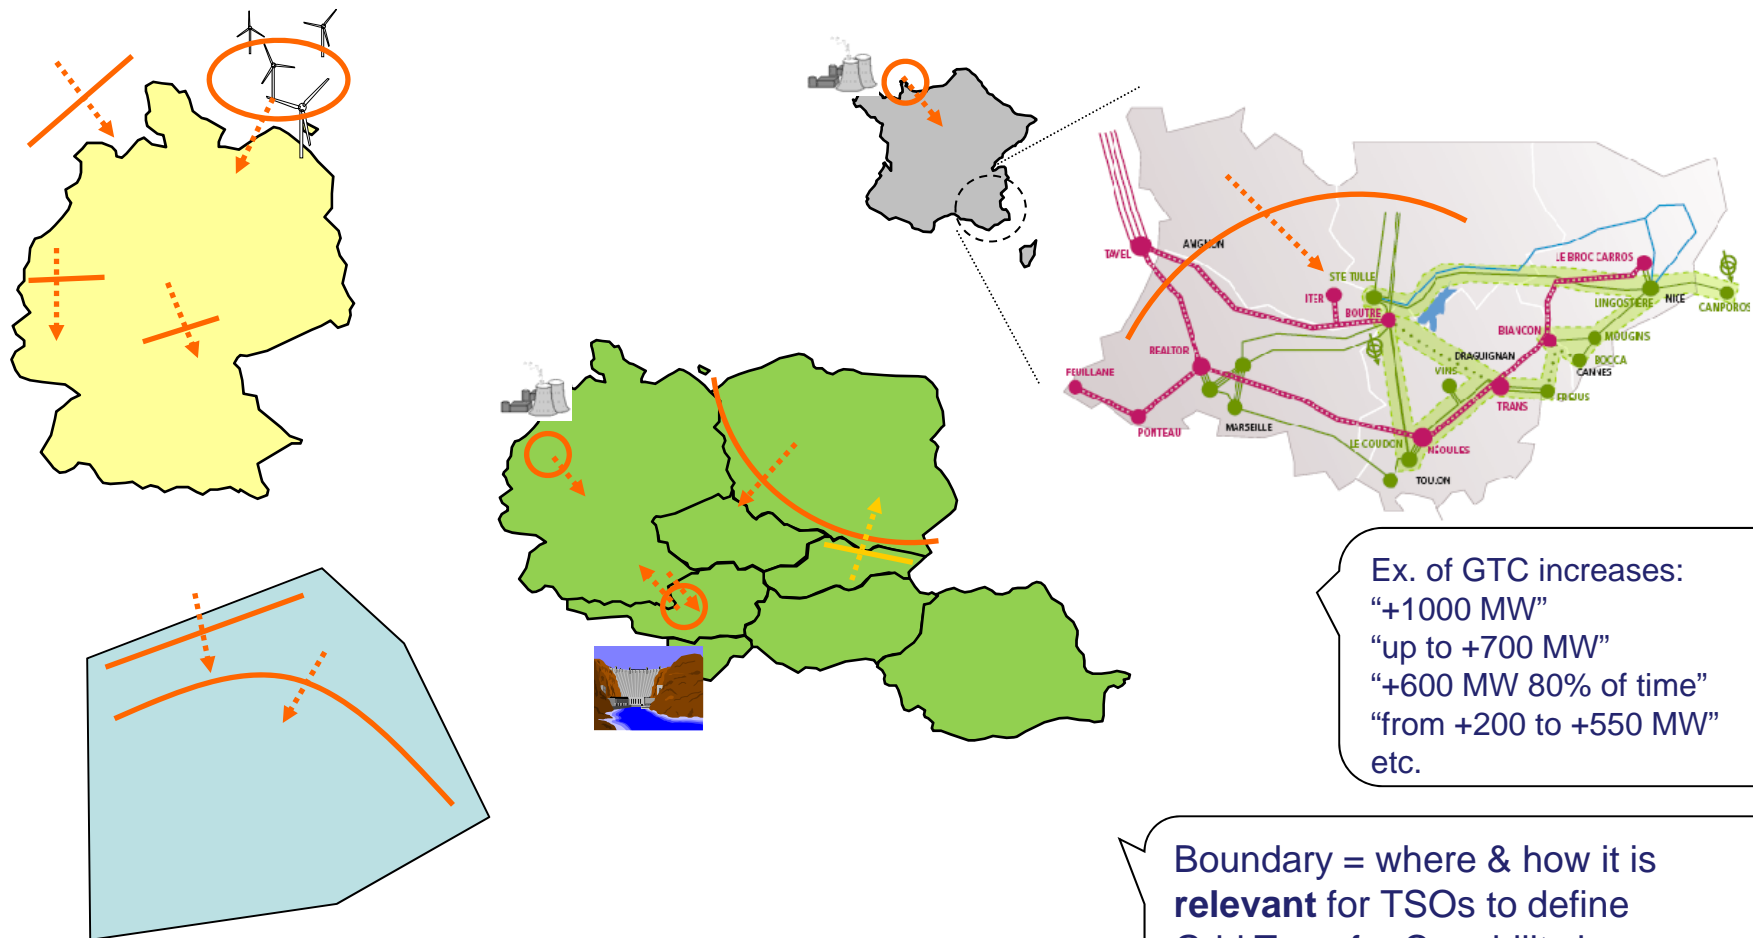 TAVEL
AVIGNON
STE TULLE
LE BROC CARROS
ITER
BOUTRE
LINGOSTERE
NICE
CANPOROS
BIANCON
MOUGINS
REALTOR
DRAGUIGNAN
BOCCA
VINS
CANNES
FEUILLANE
TRANS
FREJUS
PONTEAU
MARSEILLE
LE COUDON
NEOULES
TOULON
Ex. of GTC increases:
“+1000 MW”
“up to +700 MW”
“+600 MW 80% of time”
“from +200 to +550 MW”
etc.
Boundary = where & how it is
relevant for TSOs to define